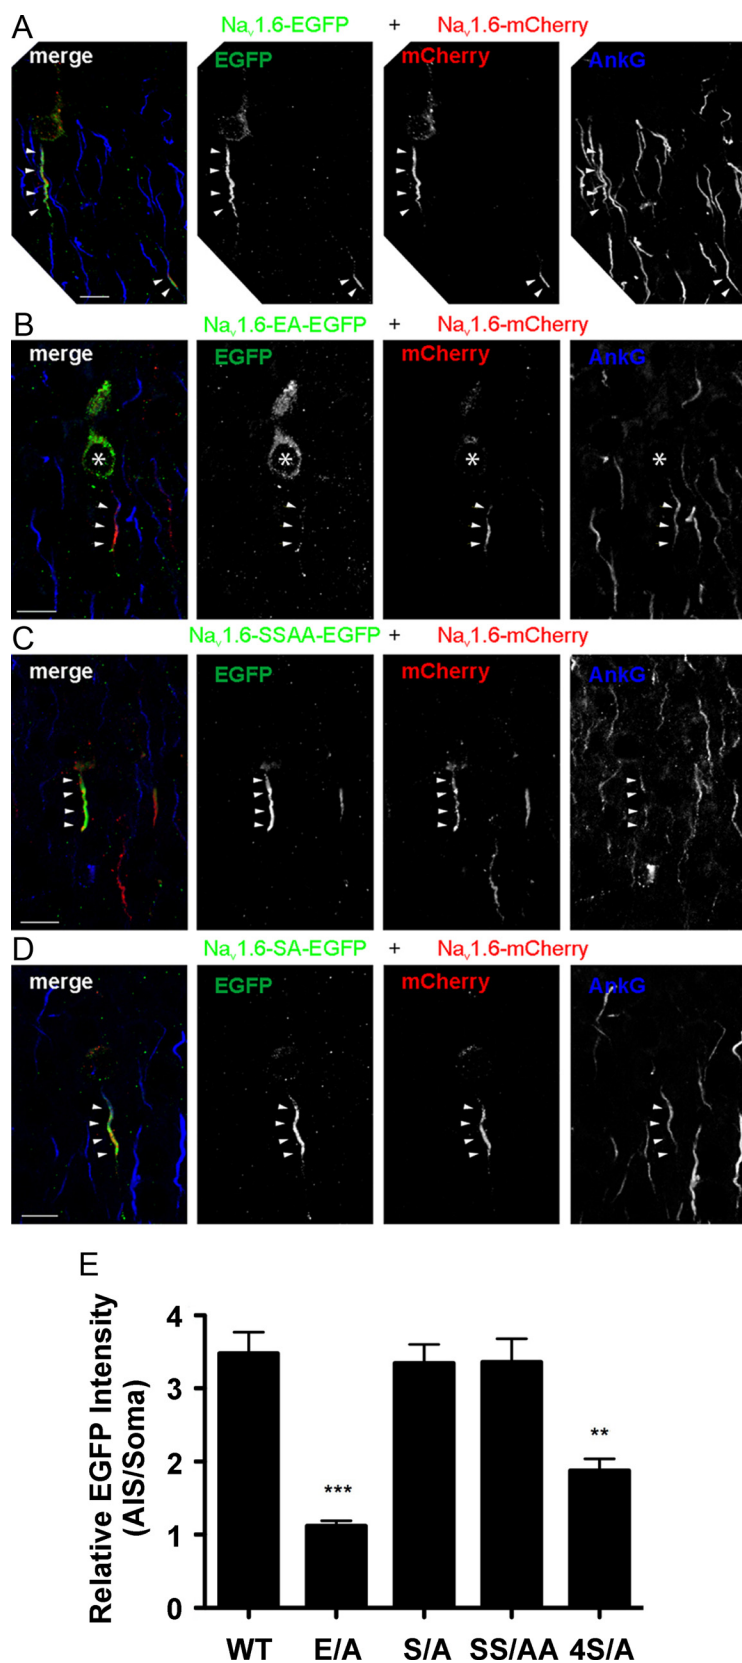 A Naᵥ1.6-EGFP + Naᵥ1.6-mCherry
merge EGFP mCherry AnkG
B Naᵥ1.6-EA-EGFP + Naᵥ1.6-mCherry
merge EGFP mCherry AnkG
* * * *
C Naᵥ1.6-SSAA-EGFP + Naᵥ1.6-mCherry
merge EGFP mCherry AnkG
D Naᵥ1.6-SA-EGFP + Naᵥ1.6-mCherry
merge EGFP mCherry AnkG
E
Relative EGFP Intensity
(AIS/Soma)
4
3
2
1
0
***
**
WT E/A S/A SS/AA 4S/A